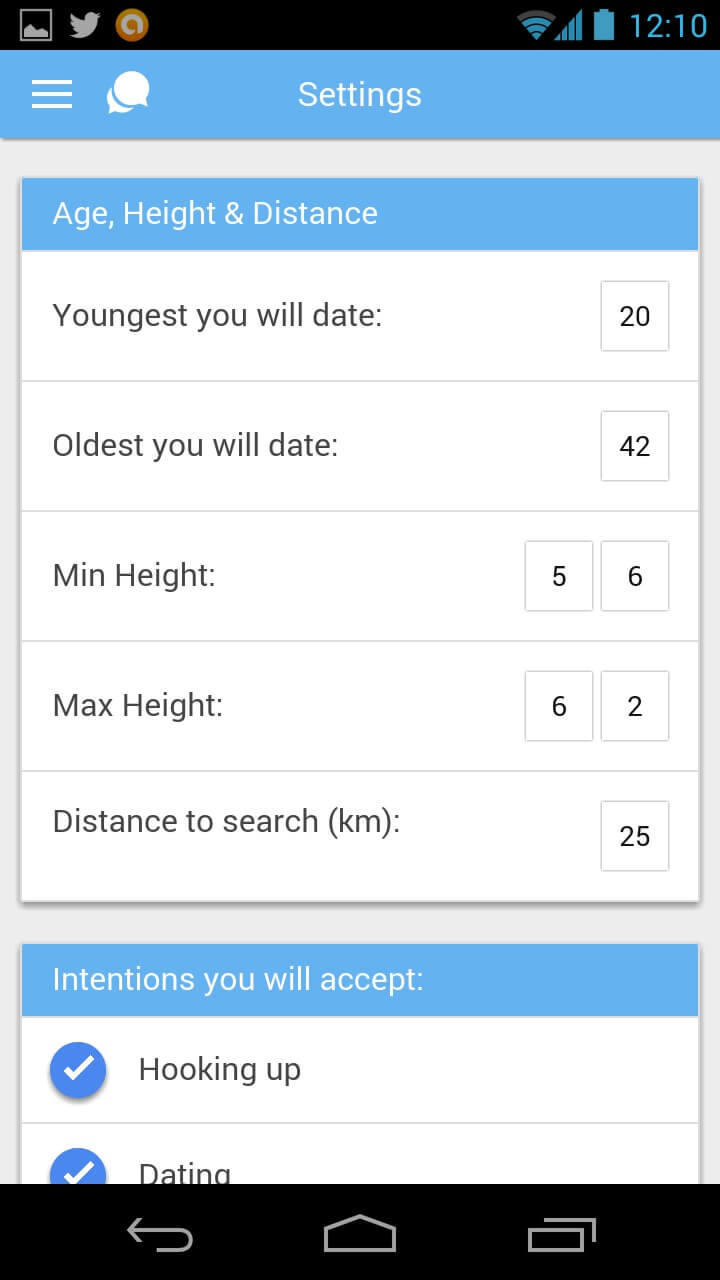 12:10
Settings
Age, Height & Distance
Youngest you will date: 20
Oldest you will date: 42
Min Height: 5 6
Max Height: 6 2
Distance to search (km): 25
Intentions you will accept:
Hooking up
Dating